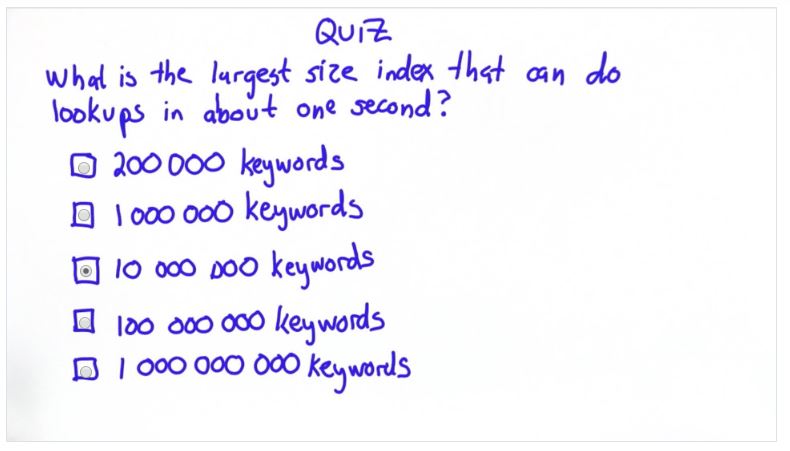 QUIZ
What is the largest size index that can do
lookups in about one second?
200 000 keywords
1 000 000 keywords
10 000 000 keywords
100 000 000 keywords
1 000 000 000 keywords